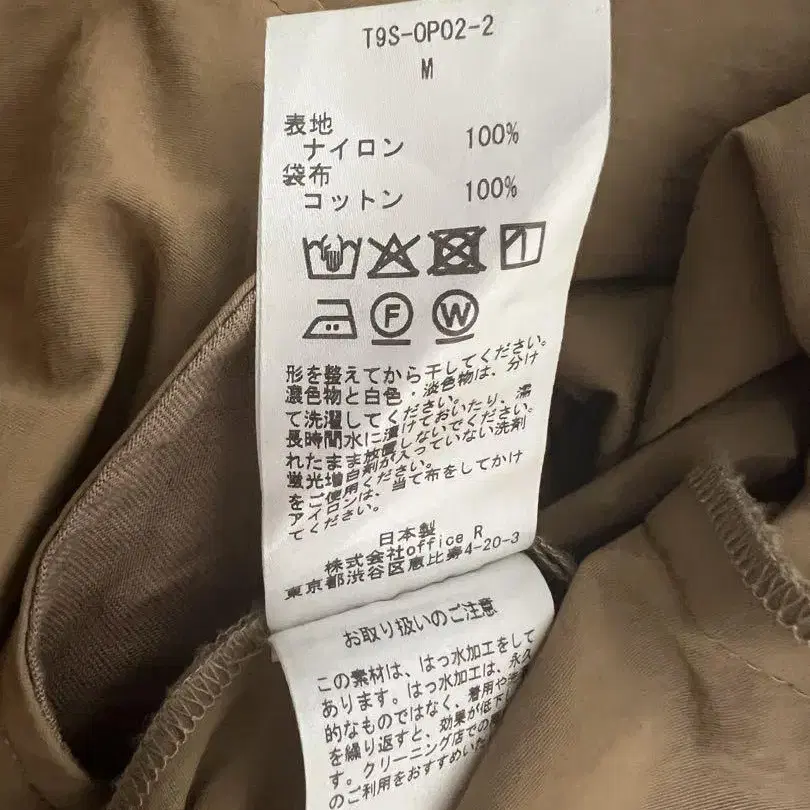 T9S-OP02-2
M
表地
ナイロン 100%
袋布
コットン 100%
F W
形を整えてから干してください。
濃色物と白色・淡色物は、分け
て洗濯してください。
長時間水に漬けておいたり、濡
れたまま放置しないでください。
蛍光増白剤が入っていない洗剤
をご使用ください。
アイロンは、当て布をしてかけ
てください。
日本製
株式会社office R
東京都渋谷区恵比寿4-20-3
お取り扱いのご注意
この素材は、はっ水加工をして
あります。はっ水加工は、永久
的なものではなく、着用や
を繰り返すと、効果が低下
す。クリーニング店での
のご利用をおすすめいた